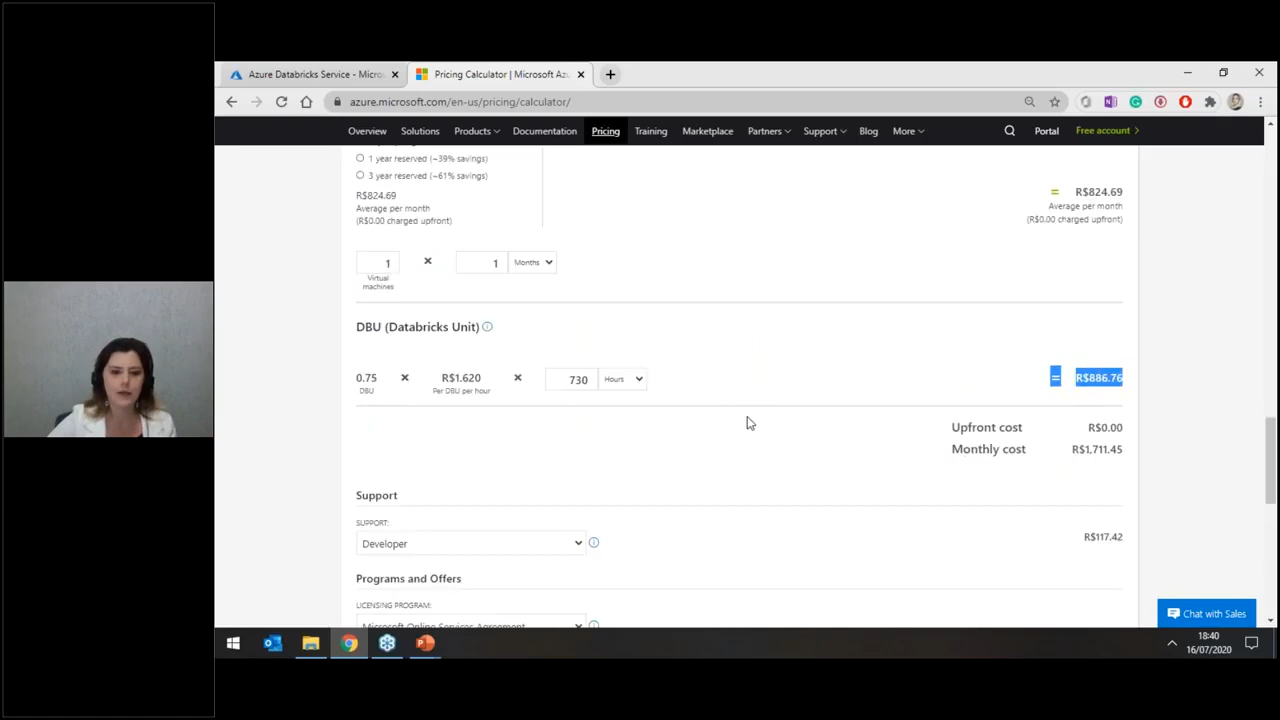 Azure Databricks Service - Micros
Pricing Calculator | Microsoft Azu
azure.microsoft.com/en-us/pricing/calculator/
Overview Solutions Products Documentation Pricing Training Marketplace Partners Support Blog More Portal Free account
1 year reserved (~39% savings)
3 year reserved (~61% savings)
R$824.69
Average per month
(R$0.00 charged upfront)
= R$824.69
Average per month
(R$0.00 charged upfront)
1 × 1 Months
Virtual
machines
DBU (Databricks Unit)
0.75 × R$1.620 × 730 Hours = R$886.76
DBU Per DBU per hour
Upfront cost R$0.00
Monthly cost R$1,711.45
Support
SUPPORT:
Developer R$117.42
Programs and Offers
LICENSING PROGRAM:
Microsoft Online Services Agreement
Chat with Sales
18:40
16/07/2020